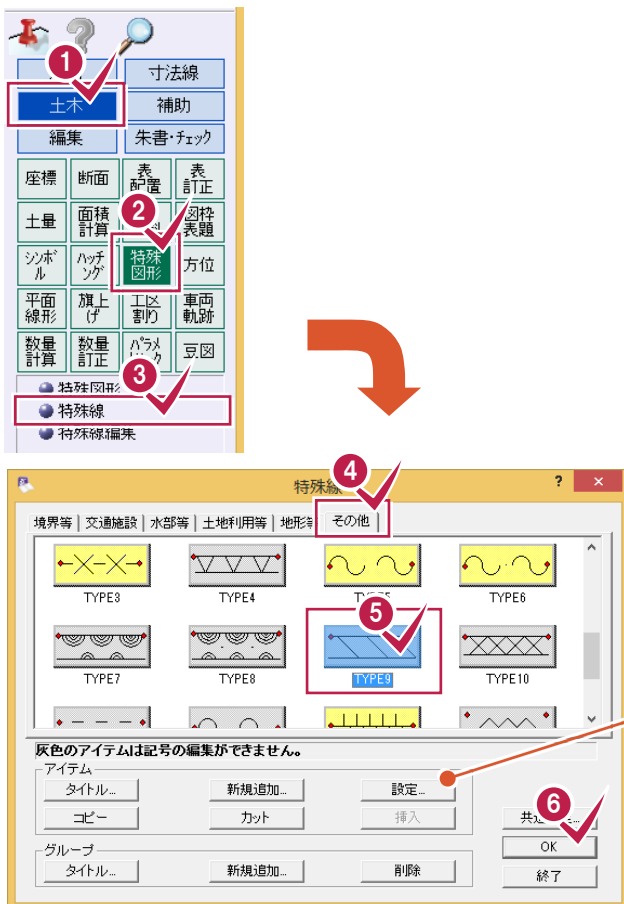 1
寸法線
土木
補助
編集
朱書・チェック
座標
断面
表
配置
表
訂正
土量
面積
計算
2
図枠
表題
シンボ
ル
ハッチ
ング
特殊
図形
方位
平面
線形
旗上
げ
工区
割り
車両
軌跡
数量
計算
数量
訂正
豆図
3
特殊図形
特殊線
特殊線編集
4
特殊線
?
×
境界等
交通施設
水部等
土地利用等
地形等
その他
TYPE3
TYPE4
TYPE6
5
TYPE7
TYPE8
TYPE9
TYPE10
灰色のアイテムは記号の編集ができません。
アイテム
タイトル...
新規追加...
設定...
コピー
カット
挿入
6
OK
グループ
タイトル...
新規追加...
削除
終了